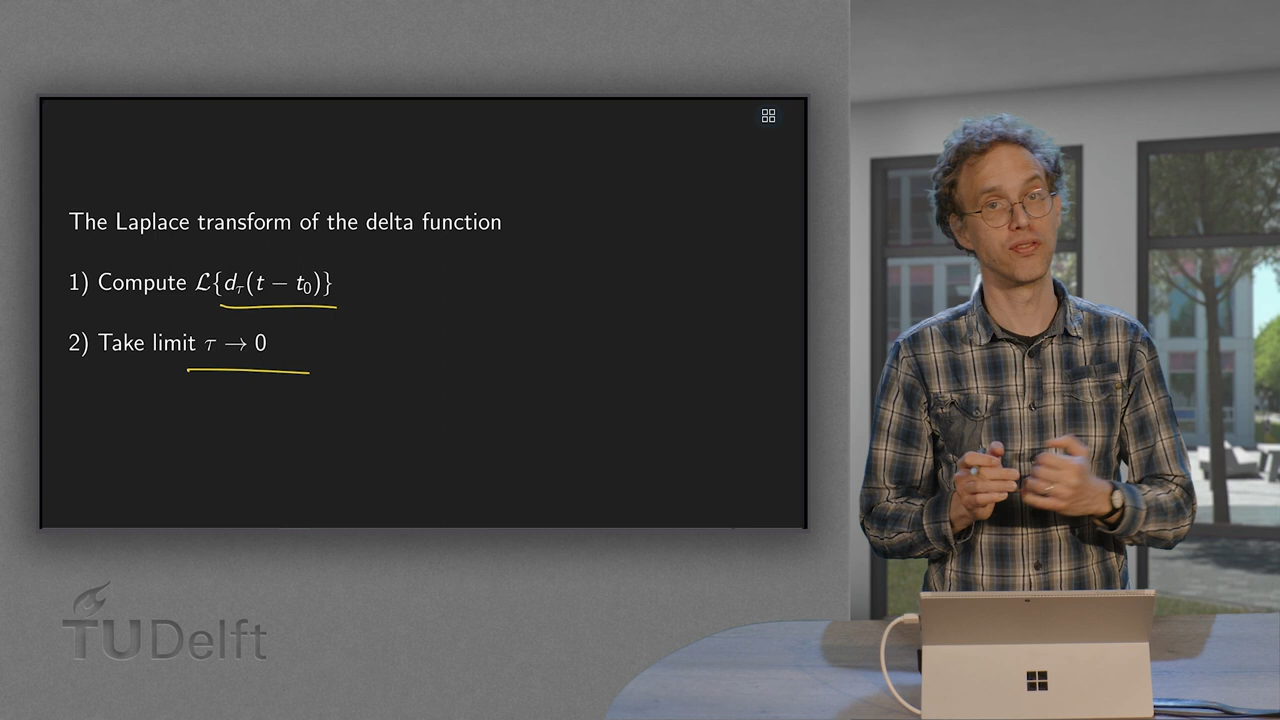 The Laplace transform of the delta function
1) Compute ℒ{d_τ(t − t₀)}
2) Take limit τ → 0
TUDelft